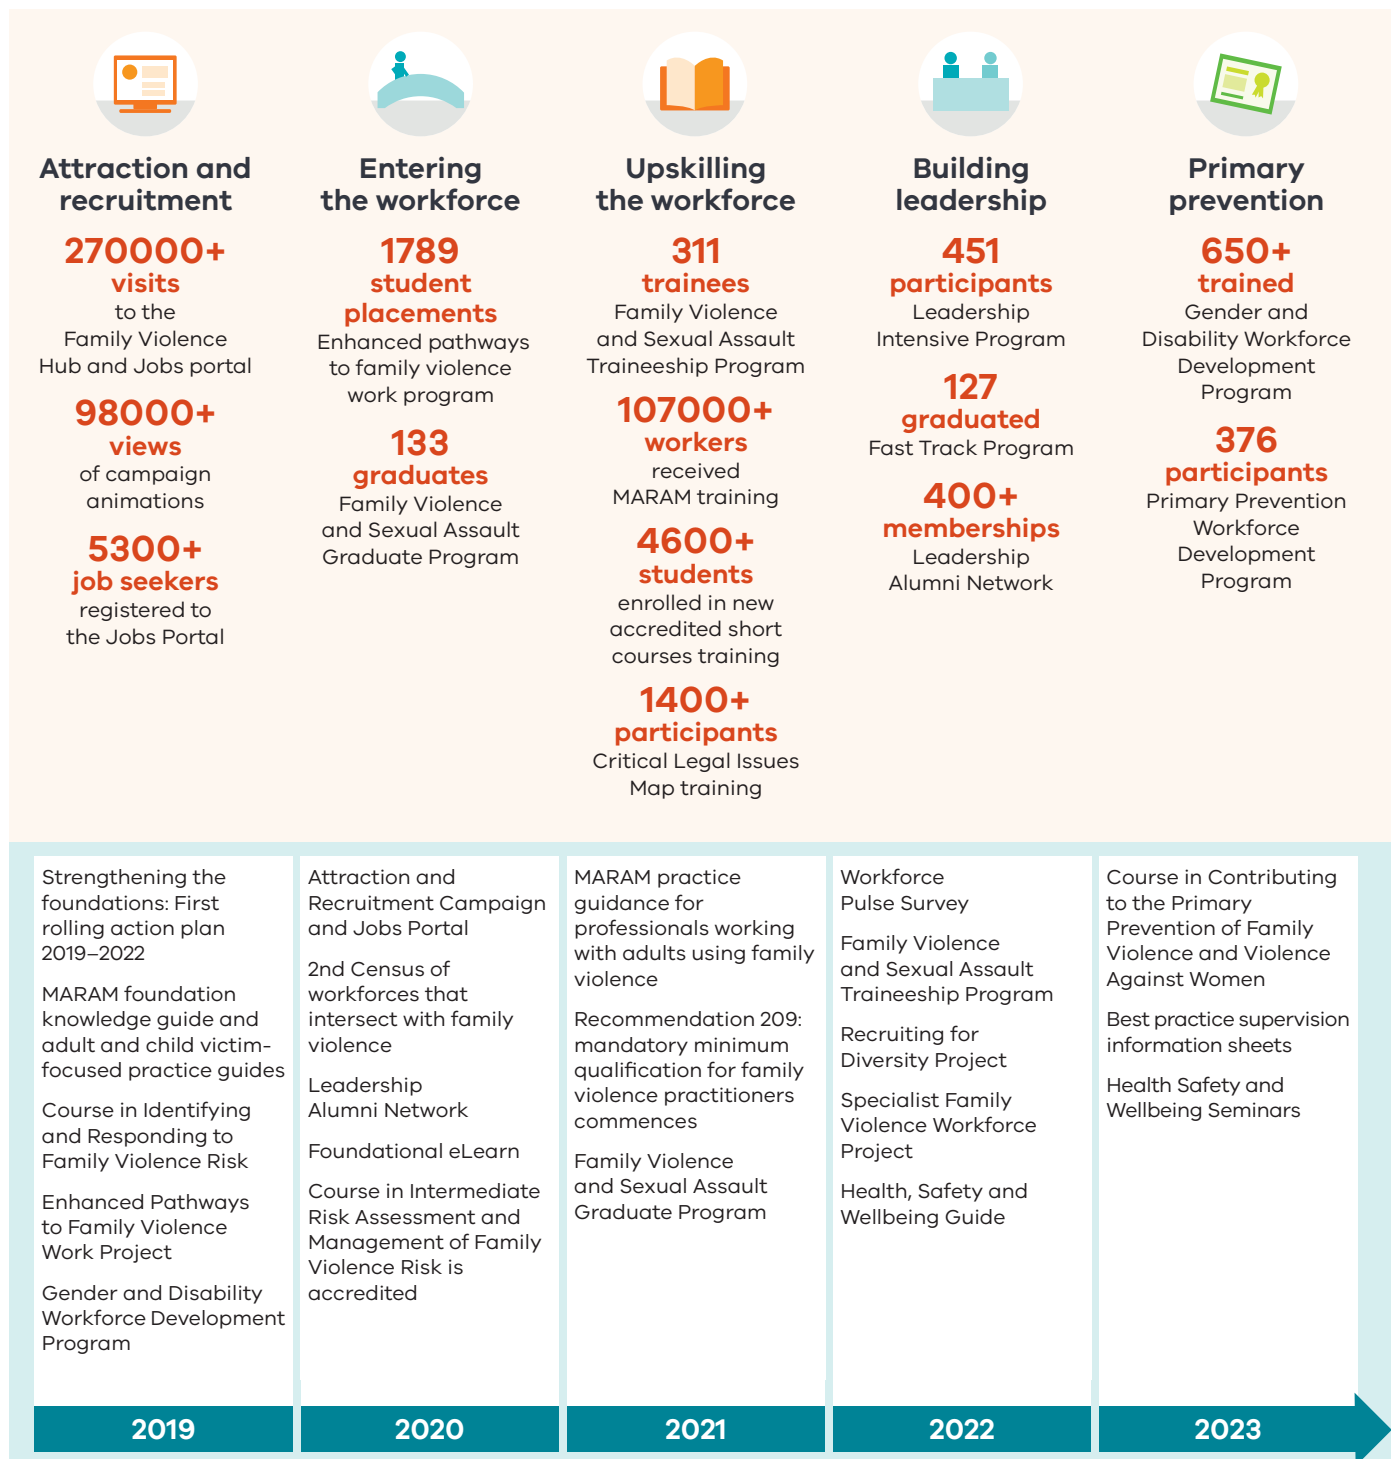 Attraction and
recruitment
270000+
visits
to the
Family Violence
Hub and Jobs portal
98000+
views
of campaign
animations
5300+
job seekers
registered to
the Jobs Portal
Entering
the workforce
1789
student
placements
Enhanced pathways
to family violence
work program
133
graduates
Family Violence
and Sexual Assault
Graduate Program
Upskilling
the workforce
311
trainees
Family Violence
and Sexual Assault
Traineeship Program
107000+
workers
received
MARAM training
4600+
students
enrolled in new
accredited short
courses training
1400+
participants
Critical Legal Issues
Map training
Building
leadership
451
participants
Leadership
Intensive Program
127
graduated
Fast Track Program
400+
memberships
Leadership
Alumni Network
Primary
prevention
650+
trained
Gender and
Disability Workforce
Development
Program
376
participants
Primary Prevention
Workforce
Development
Program
Strengthening the
foundations: First
rolling action plan
2019–2022
MARAM foundation
knowledge guide and
adult and child victim-
focused practice guides
Course in Identifying
and Responding to
Family Violence Risk
Enhanced Pathways
to Family Violence
Work Project
Gender and Disability
Workforce Development
Program
2019
Attraction and
Recruitment Campaign
and Jobs Portal
2nd Census of
workforces that
intersect with family
violence
Leadership
Alumni Network
Foundational eLearn
Course in Intermediate
Risk Assessment and
Management of Family
Violence Risk is
accredited
2020
MARAM practice
guidance for
professionals working
with adults using family
violence
Recommendation 209:
mandatory minimum
qualification for family
violence practitioners
commences
Family Violence
and Sexual Assault
Graduate Program
2021
Workforce
Pulse Survey
Family Violence
and Sexual Assault
Traineeship Program
Recruiting for
Diversity Project
Specialist Family
Violence Workforce
Project
Health, Safety and
Wellbeing Guide
2022
Course in Contributing
to the Primary
Prevention of Family
Violence and Violence
Against Women
Best practice supervision
information sheets
Health Safety and
Wellbeing Seminars
2023